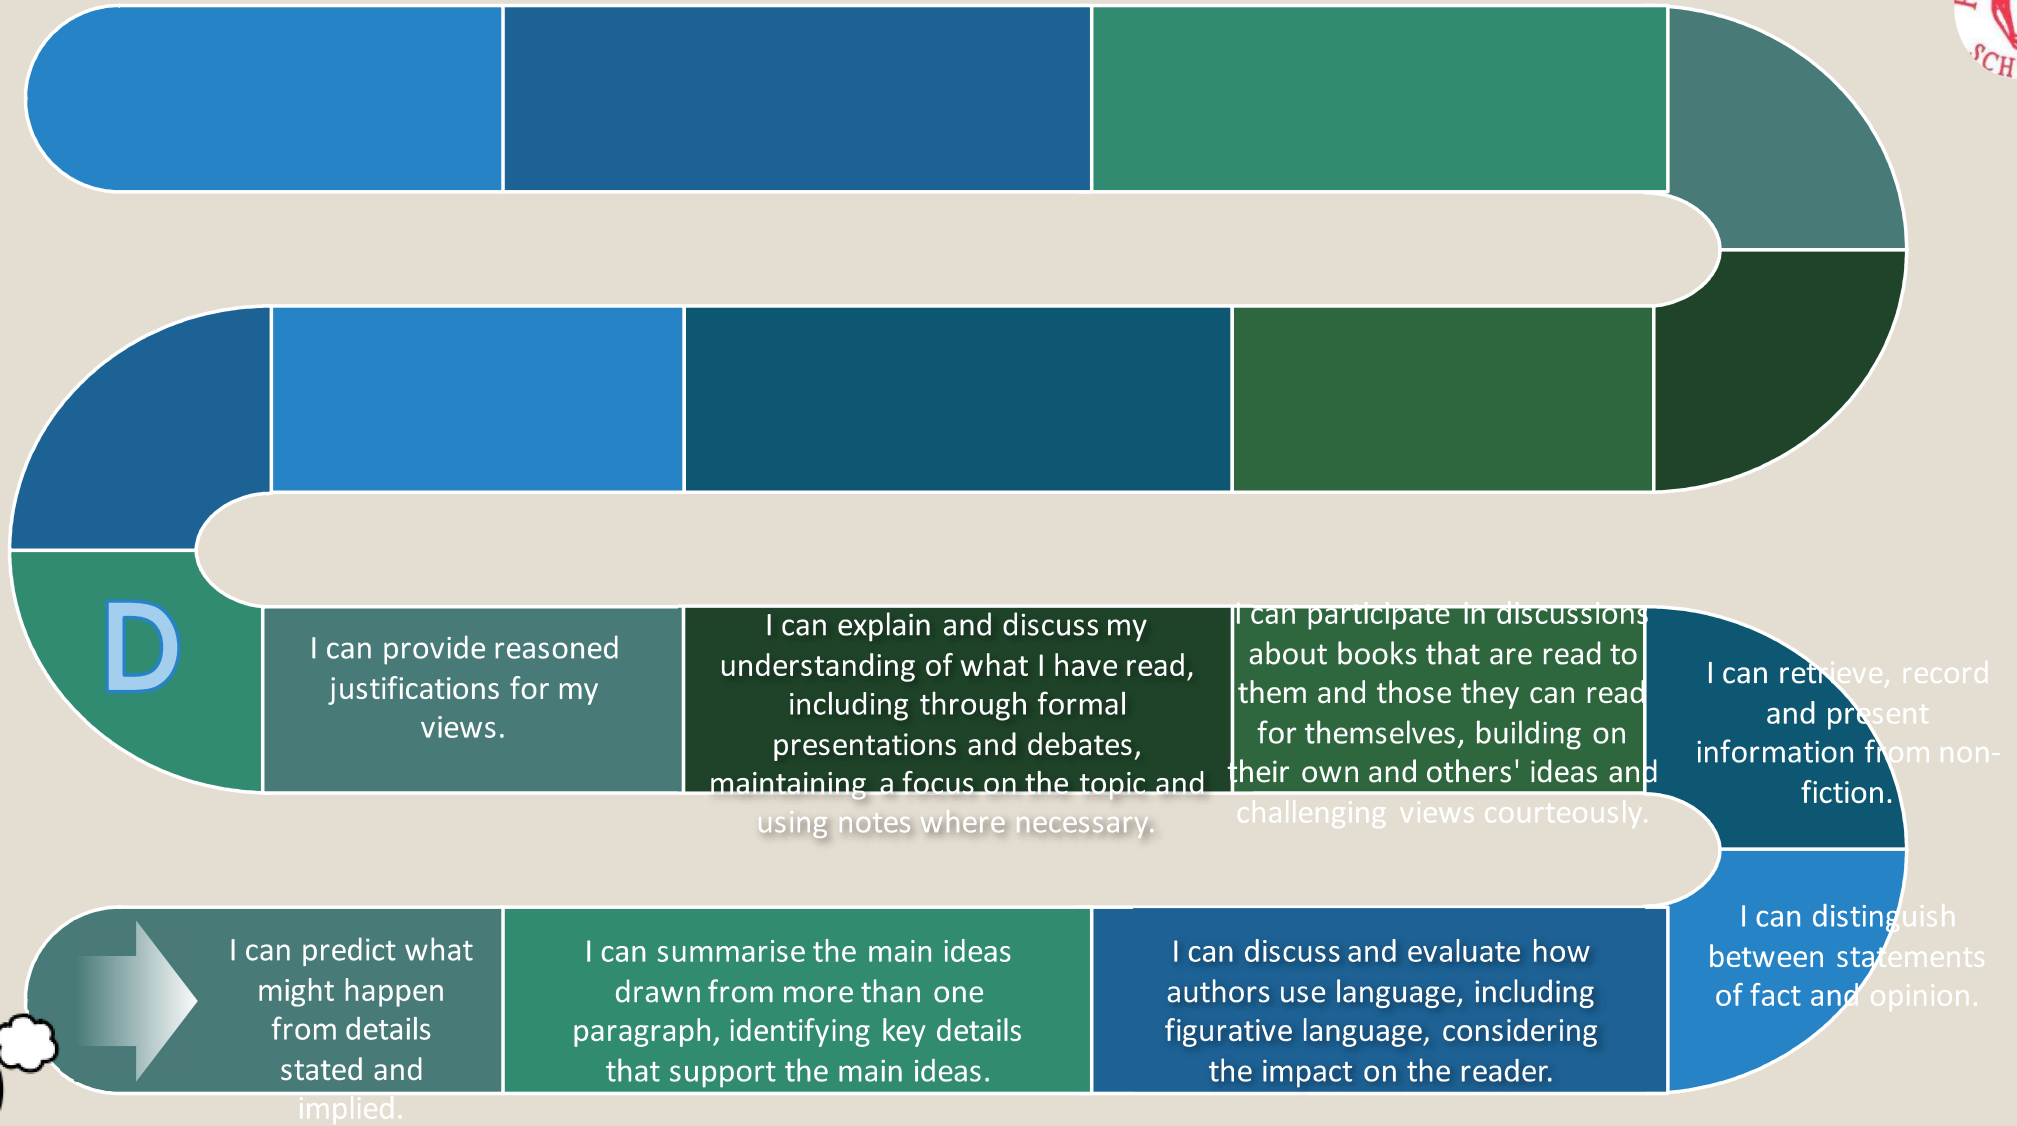 SCH
D
I can provide reasoned
justifications for my
views.
I can explain and discuss my
understanding of what I have read,
including through formal
presentations and debates,
maintaining a focus on the topic and
using notes where necessary.
I can participate in discussions
about books that are read to
them and those they can read
for themselves, building on
their own and others' ideas and
challenging views courteously.
I can retrieve, record
and present
information from non-
fiction.
I can predict what
might happen
from details
stated and
implied.
I can summarise the main ideas
drawn from more than one
paragraph, identifying key details
that support the main ideas.
I can discuss and evaluate how
authors use language, including
figurative language, considering
the impact on the reader.
I can distinguish
between statements
of fact and opinion.